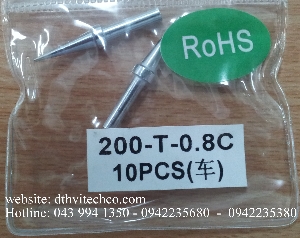 RoHS
200-T-0.8C
10PCS(车)
website: dthvitechco.com
Hotline: 043 994 1350 - 0942235680 - 0942235380